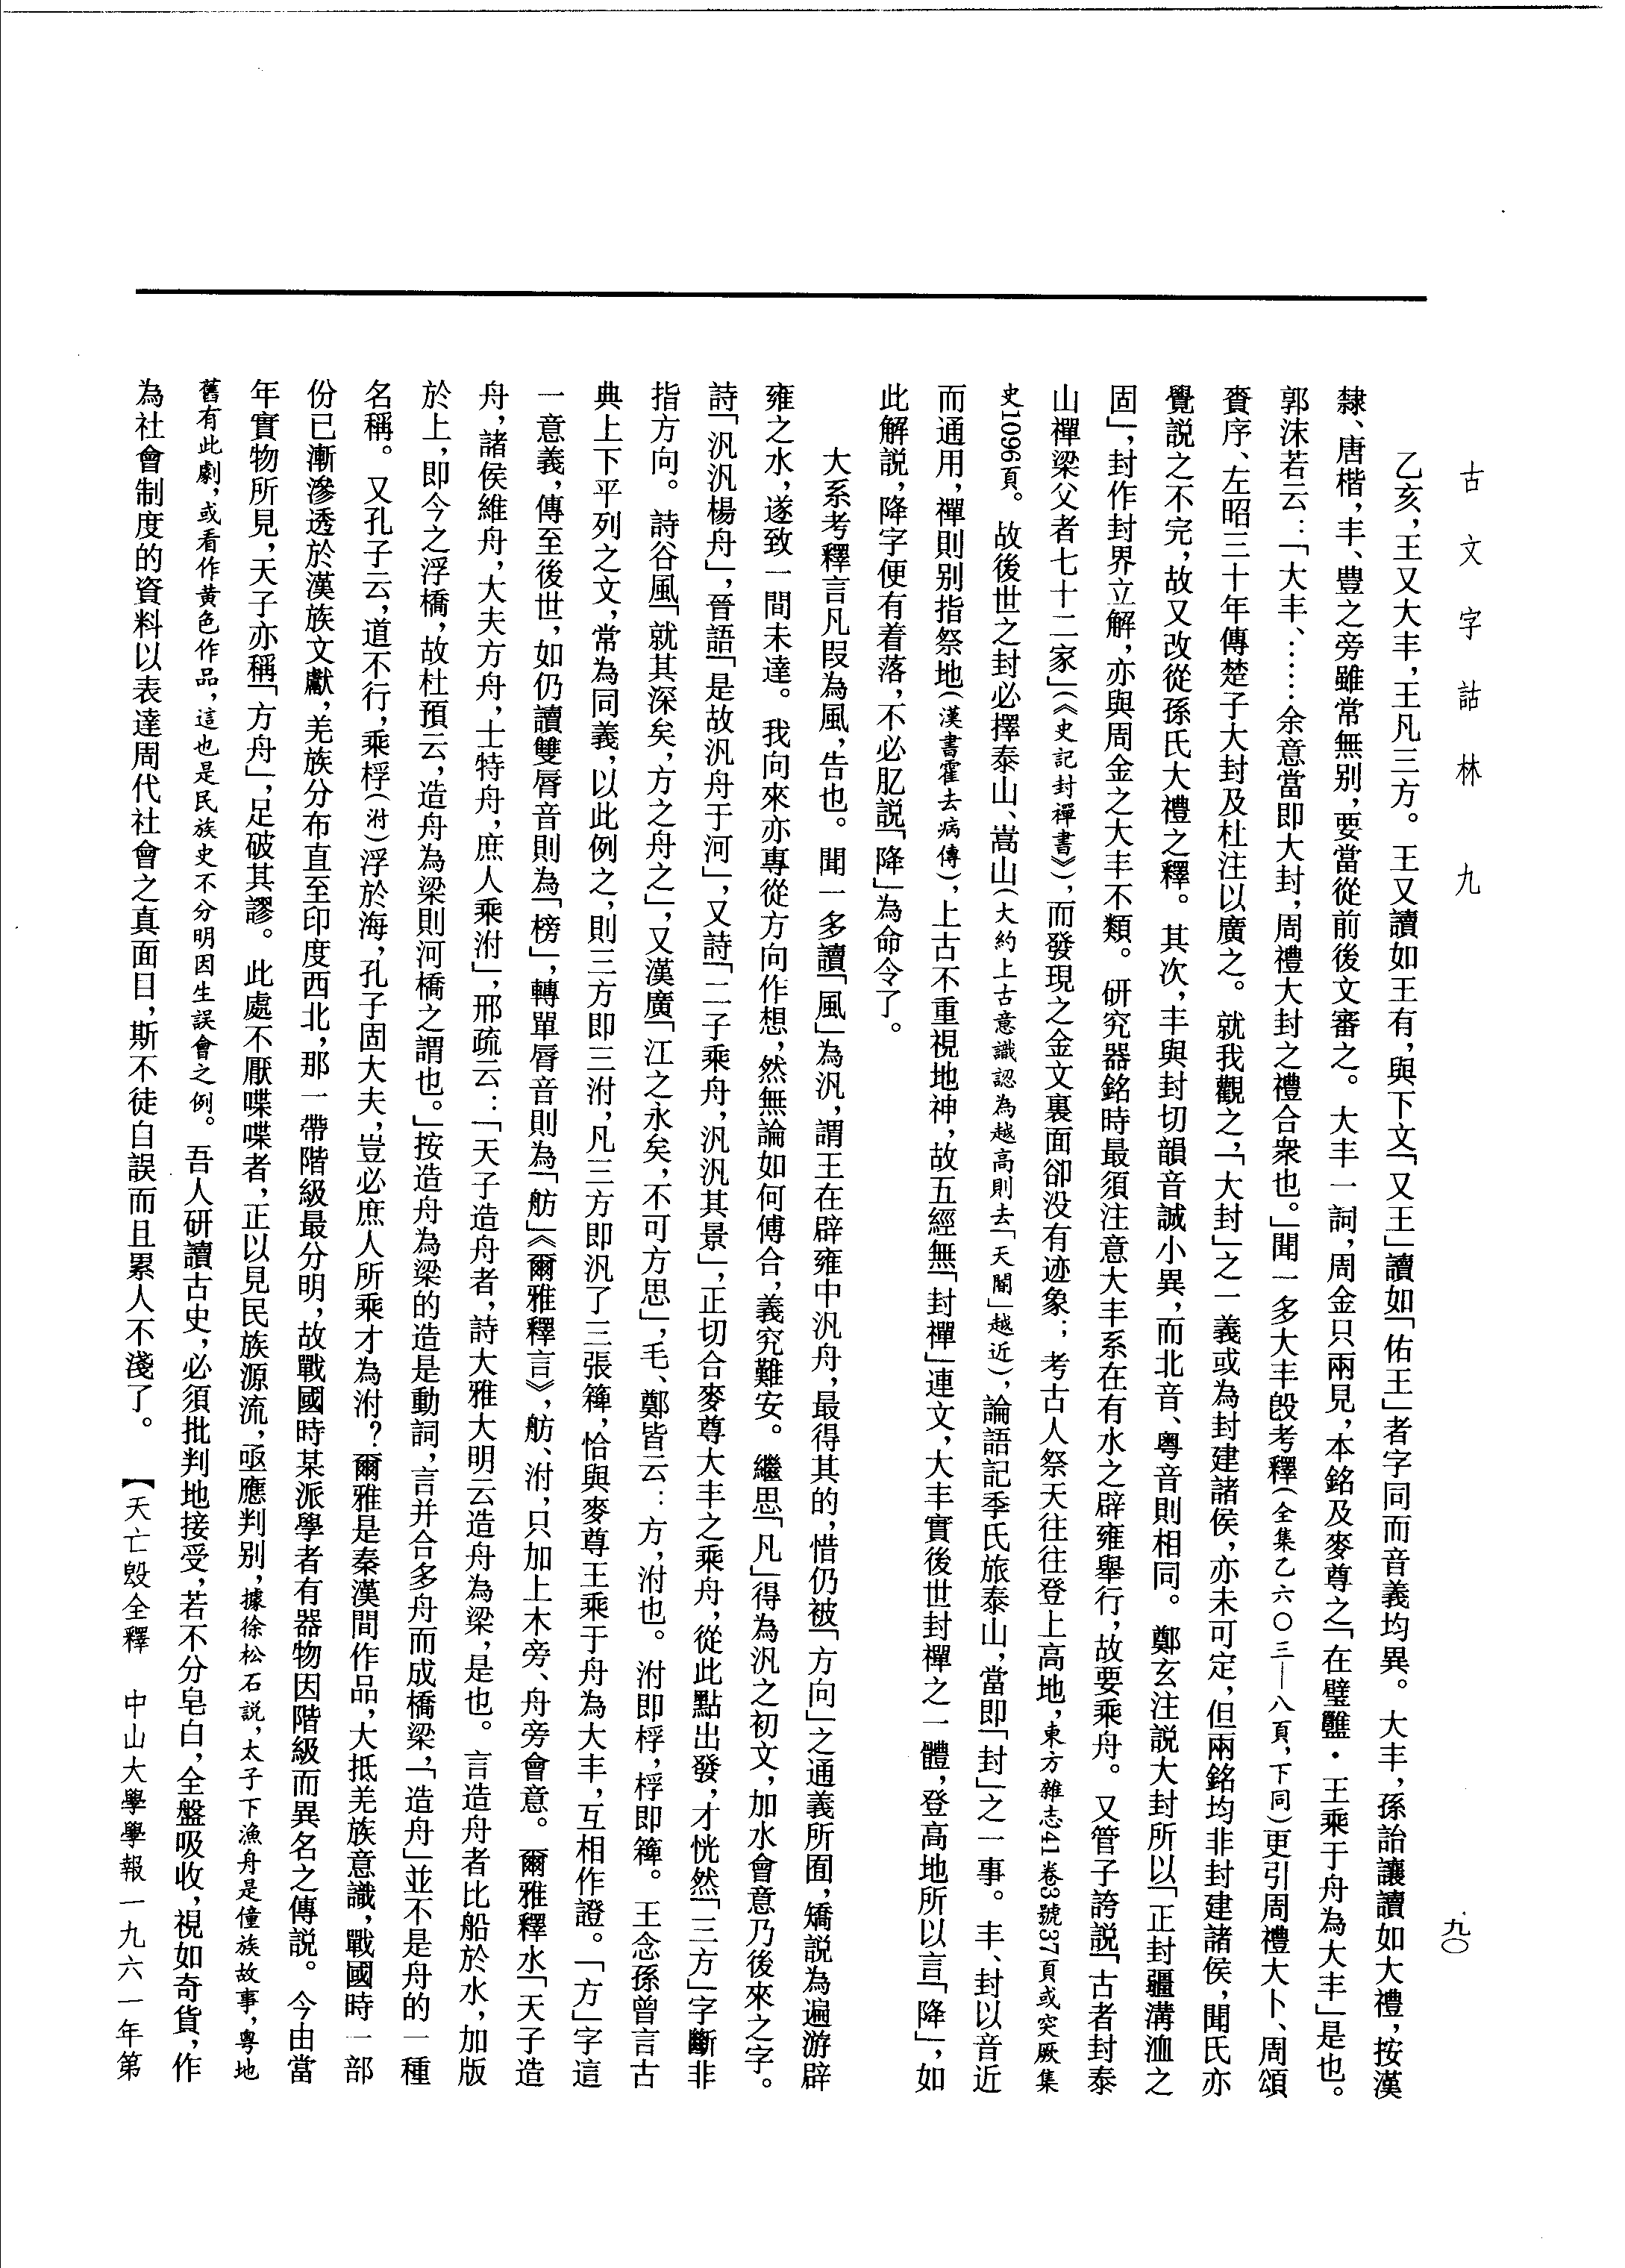 古文字詁林　九
九〇
乙亥，王又大丰，王凡三方。王又讀如王有，與下文「又王」讀如「佑王」者字同而音義均異。大丰，孫詒讓讀如大禮，按漢
隸、唐楷，丰、豊之旁雖常無別，要當從前後文審之。大丰一詞，周金只兩見，本銘及麥尊之「在璧雝·王乘于舟為大丰」是也。
郭沫若云：「大丰、……余意當即大封，周禮大封之禮合衆也。」聞一多大丰𣪘考釋（全集乙六〇三—八頁，下同）更引周禮大卜、周頌
賚序、左昭三十年傳楚子大封及杜注以廣之。就我觀之，「大封」之一義或為封建諸侯，亦未可定，但兩銘均非封建諸侯，聞氏亦
覺説之不完，故又改從孫氏大禮之釋。其次，丰與封切韻音誠小異，而北音、粵音則相同。鄭玄注説大封所以「正封疆溝洫之
固」，封作封界立解，亦與周金之大丰不類。研究器銘時最須注意大丰系在有水之辟雍舉行，故要乘舟。又管子誇説「古者封泰
山禪梁父者七十二家」（《史記封禪書》），而發現之金文裏面卻没有迹象；考古人祭天往往登上高地，東方雜志41卷3號37頁或突厥集
史1096頁。故後世之封必擇泰山、嵩山（大約上古意識認為越高則去「天閽」越近），論語記季氏旅泰山，當即「封」之一事。丰、封以音近
而通用，禪則别指祭地（漢書霍去病傳），上古不重視地神，故五經無「封禪」連文，大丰實後世封禪之一體，登高地所以言「降」，如
此解説，降字便有着落，不必肊説「降」為命令了。
大系考釋言凡叚為風，告也。聞一多讀「風」為汎，謂王在辟雍中汎舟，最得其的，惜仍被「方向」之通義所囿，矯説為遍游辟
雍之水，遂致一間未達。我向來亦專從方向作想，然無論如何傅合，義究難安。繼思「凡」得為汎之初文，加水會意乃後來之字。
詩「汎汎楊舟」，晉語「是故汎舟于河」，又詩「二子乘舟，汎汎其景」，正切合麥尊大丰之乘舟，從此點出發，才恍然「三方」字斷非
指方向。詩谷風「就其深矣，方之舟之」，又漢廣「江之永矣，不可方思」，毛、鄭皆云：方，泭也。泭即桴，桴即簰。王念孫曾言古
典上下平列之文，常為同義，以此例之，則三方即三泭，凡三方即汎了三張簰，恰與麥尊王乘于舟為大丰，互相作證。「方」字這
一意義，傳至後世，如仍讀雙脣音則為「榜」，轉單脣音則為「舫」《爾雅釋言》，舫、泭，只加上木旁、舟旁會意。爾雅釋水「天子造
舟，諸侯維舟，大夫方舟，士特舟，庶人乘泭」，邢疏云：「天子造舟者，詩大雅大明云造舟為梁，是也。言造舟者比船於水，加版
於上，即今之浮橋，故杜預云，造舟為梁則河橋之謂也。」按造舟為梁的造是動詞，言并合多舟而成橋梁，「造舟」並不是舟的一種
名稱。又孔子云，道不行，乘桴（泭）浮於海，孔子固大夫，豈必庶人所乘才為泭？爾雅是秦漢間作品，大抵羌族意識，戰國時一部
份已漸滲透於漢族文獻，羌族分布直至印度西北，那一帶階級最分明，故戰國時某派學者有器物因階級而異名之傳説。今由當
年實物所見，天子亦稱「方舟」，足破其謬。此處不厭喋喋者，正以見民族源流，亟應判别，據徐松石説，太子下漁舟是僮族故事，粵地
舊有此劇，或看作黄色作品，這也是民族史不分明因生誤會之例。吾人研讀古史，必須批判地接受，若不分皂白，全盤吸收，視如奇貨，作
為社會制度的資料以表達周代社會之真面目，斯不徒自誤而且累人不淺了。　【天亡𣪘全釋　中山大學學報一九六一年第